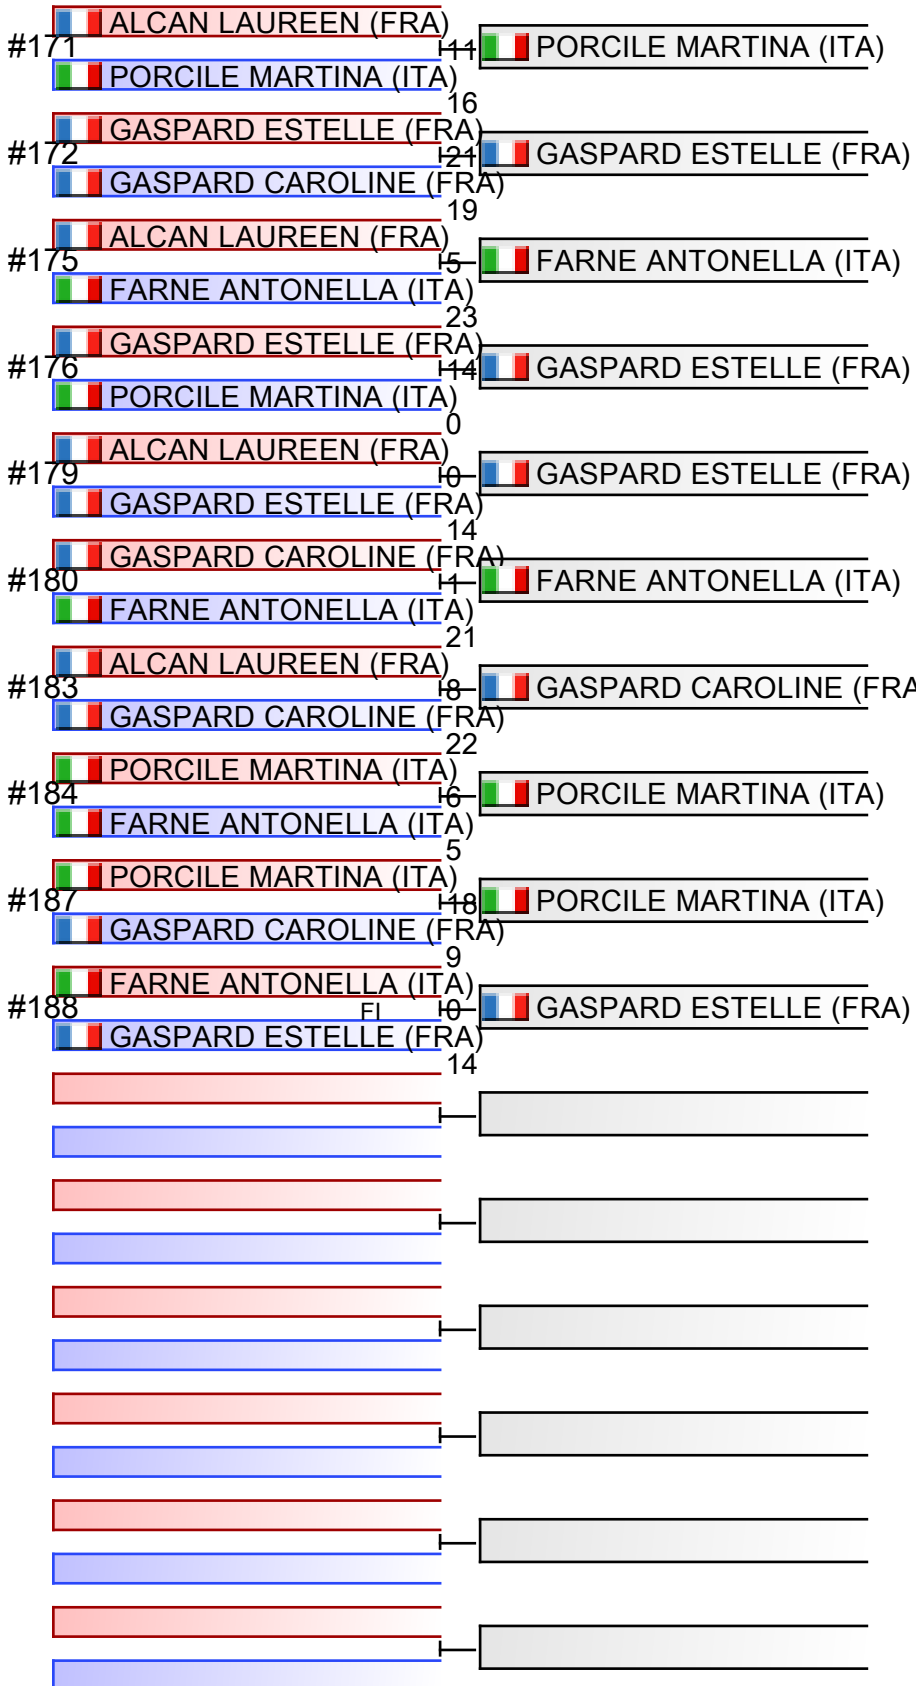 ALCAN LAUREEN (FRA)
#171
11
PORCILE MARTINA (ITA)
PORCILE MARTINA (ITA)
16
GASPARD ESTELLE (FRA)
#172
21
GASPARD ESTELLE (FRA)
GASPARD CAROLINE (FRA)
19
ALCAN LAUREEN (FRA)
#175
5
FARNE ANTONELLA (ITA)
FARNE ANTONELLA (ITA)
23
GASPARD ESTELLE (FRA)
#176
14
GASPARD ESTELLE (FRA)
PORCILE MARTINA (ITA)
0
ALCAN LAUREEN (FRA)
#179
0
GASPARD ESTELLE (FRA)
GASPARD ESTELLE (FRA)
14
GASPARD CAROLINE (FRA)
#180
1
FARNE ANTONELLA (ITA)
FARNE ANTONELLA (ITA)
21
ALCAN LAUREEN (FRA)
#183
8
GASPARD CAROLINE (FRA
GASPARD CAROLINE (FRA)
22
PORCILE MARTINA (ITA)
#184
6
PORCILE MARTINA (ITA)
FARNE ANTONELLA (ITA)
5
PORCILE MARTINA (ITA)
#187
18
PORCILE MARTINA (ITA)
GASPARD CAROLINE (FRA)
9
FARNE ANTONELLA (ITA)
#188
FI
0
GASPARD ESTELLE (FRA)
GASPARD ESTELLE (FRA)
14